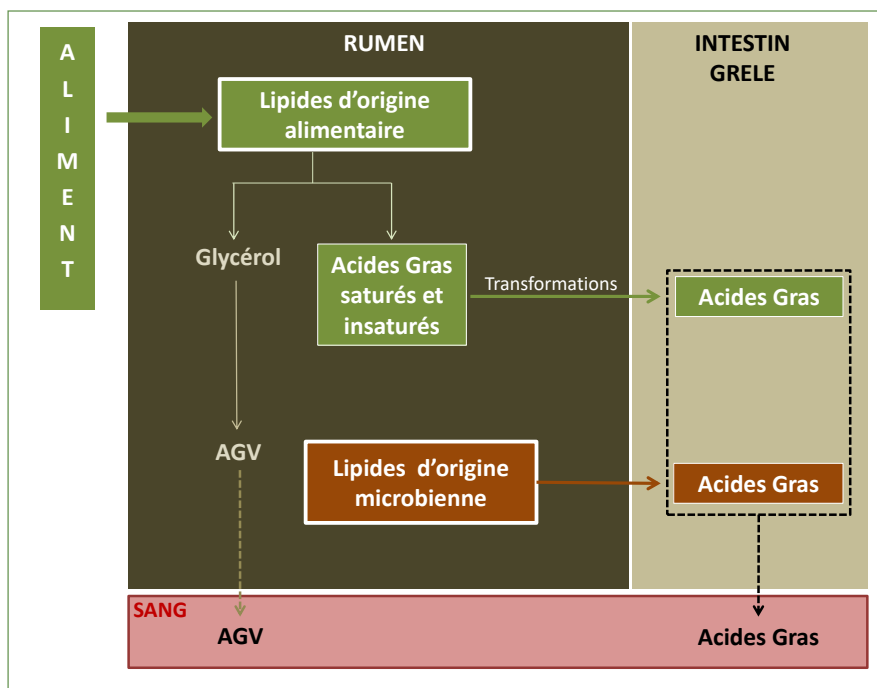 ALIMENT
RUMEN
INTESTIN
GRELE
Lipides d'origine
alimentaire
Glycérol
Acides Gras
saturés et
insaturés
Transformations
Acides Gras
AGV
Lipides d'origine
microbienne
Acides Gras
SANG
AGV
Acides Gras